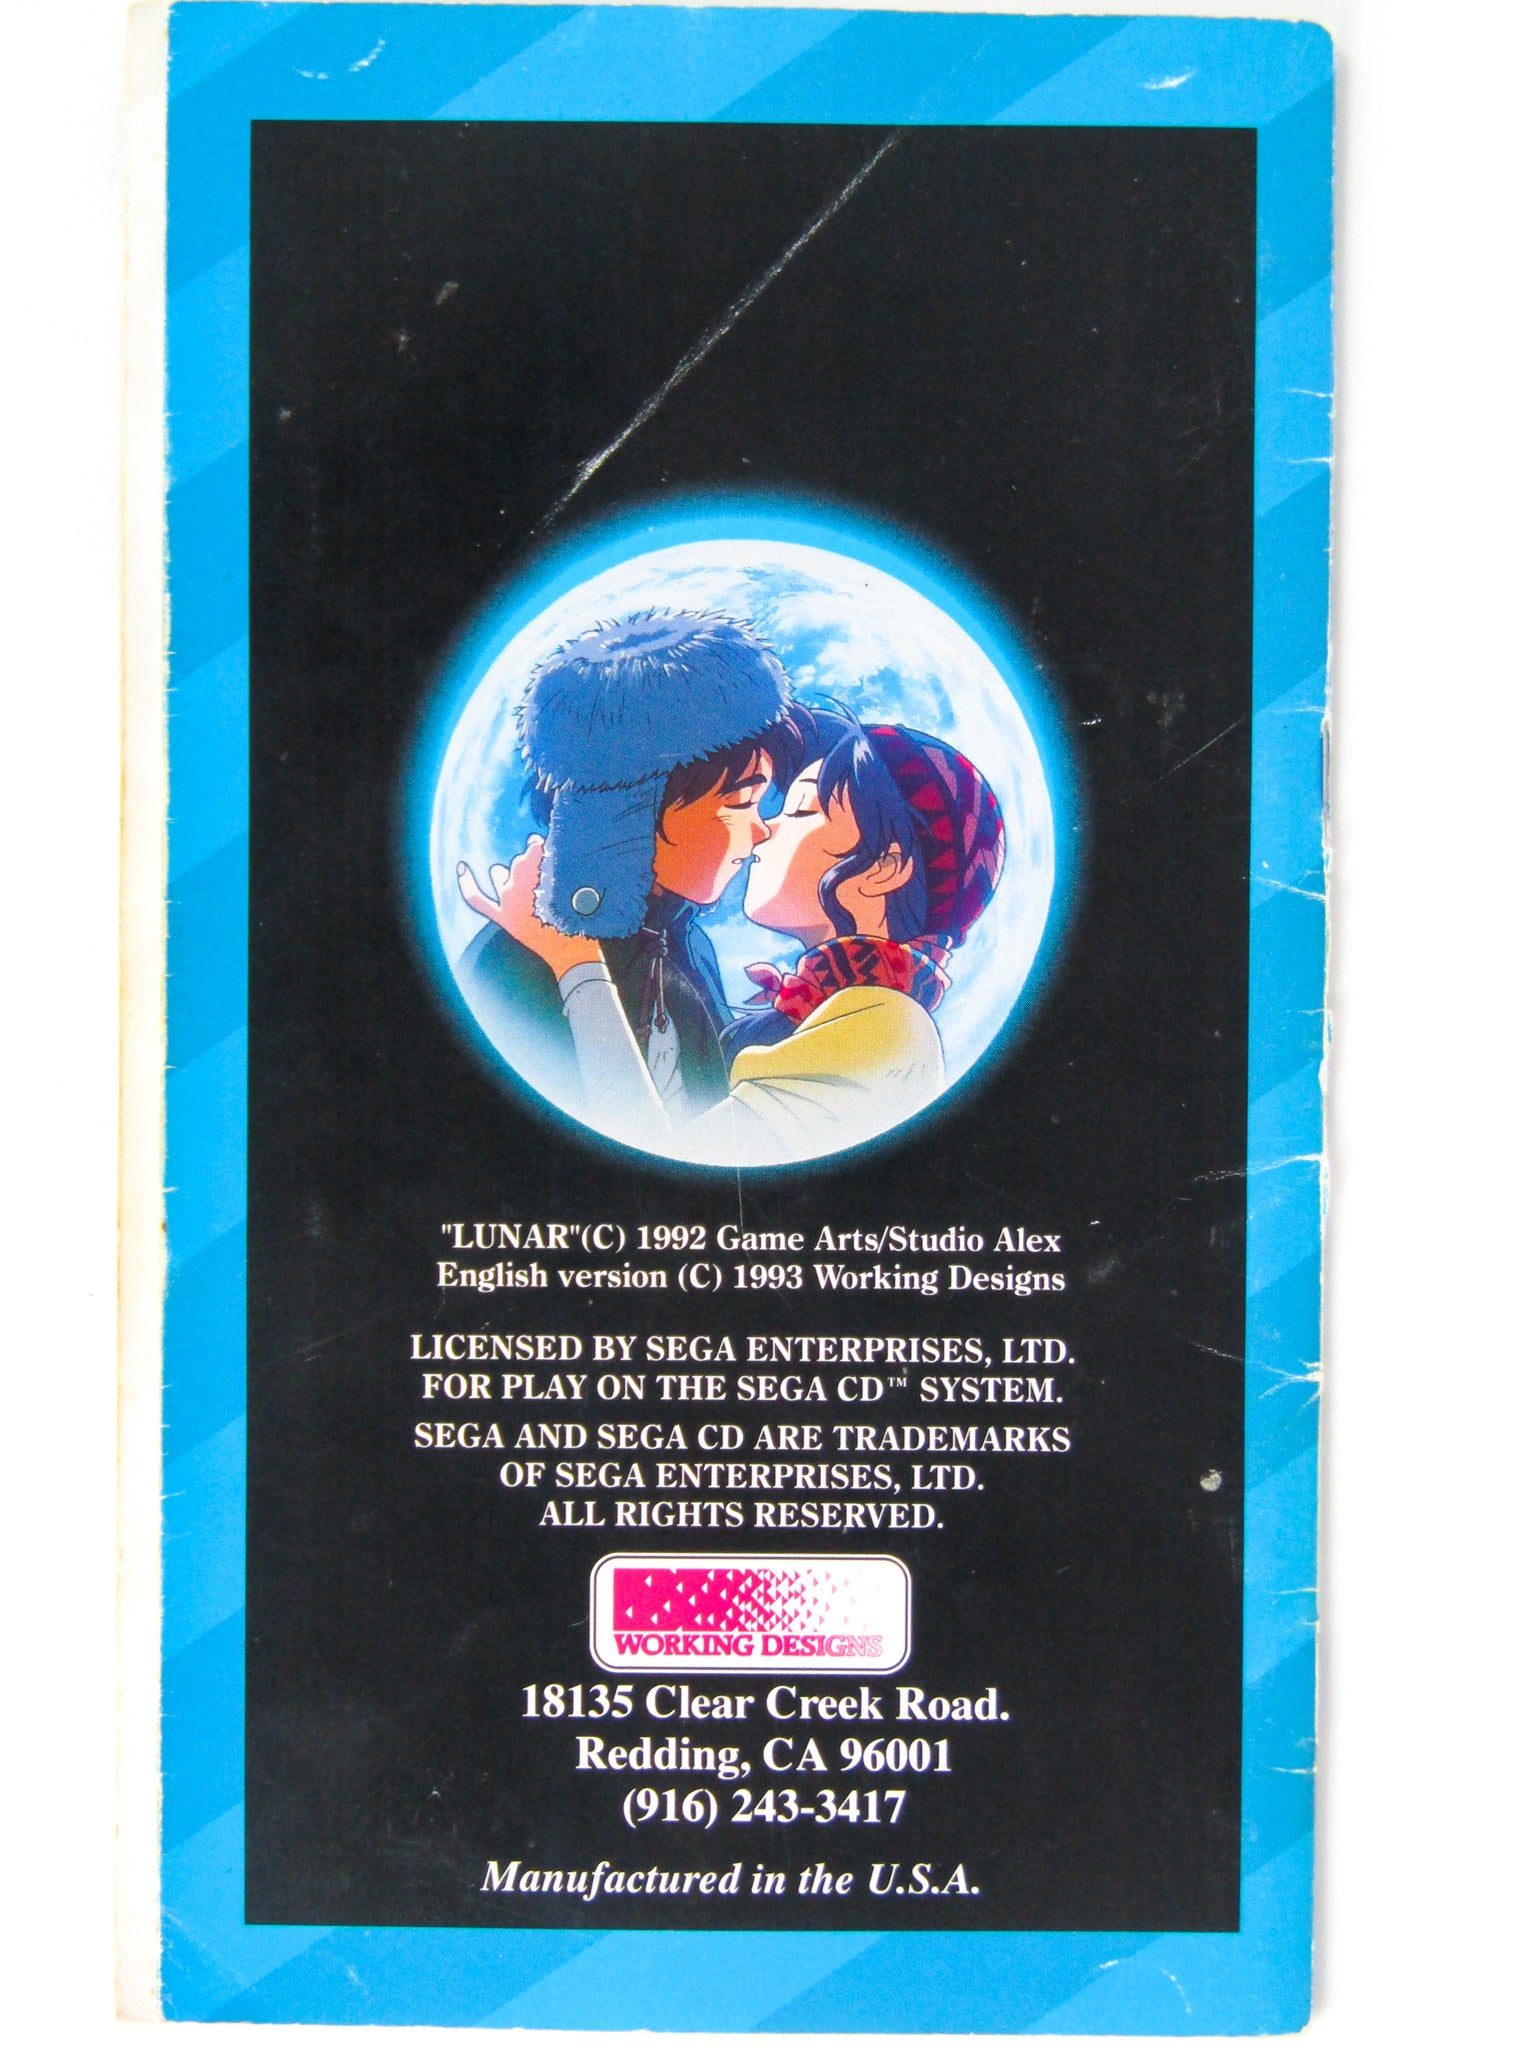 "LUNAR"(C) 1992 Game Arts/Studio Alex
English version (C) 1993 Working Designs
LICENSED BY SEGA ENTERPRISES, LTD.
FOR PLAY ON THE SEGA CD™ SYSTEM.
SEGA AND SEGA CD ARE TRADEMARKS
OF SEGA ENTERPRISES, LTD.
ALL RIGHTS RESERVED.
WORKING DESIGNS
18135 Clear Creek Road.
Redding, CA 96001
(916) 243-3417
Manufactured in the U.S.A.